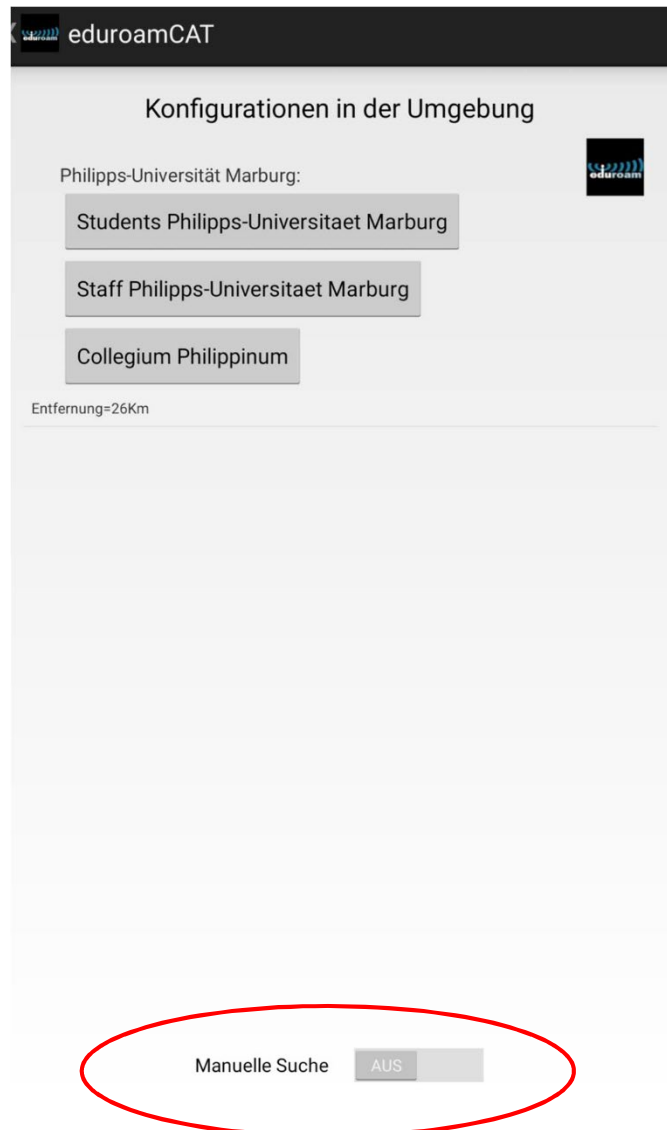 eduroam
eduroamCAT
Konfigurationen in der Umgebung
eduroam
Philipps-Universität Marburg:
Students Philipps-Universitaet Marburg
Staff Philipps-Universitaet Marburg
Collegium Philippinum
Entfernung=26Km
Manuelle Suche AUS